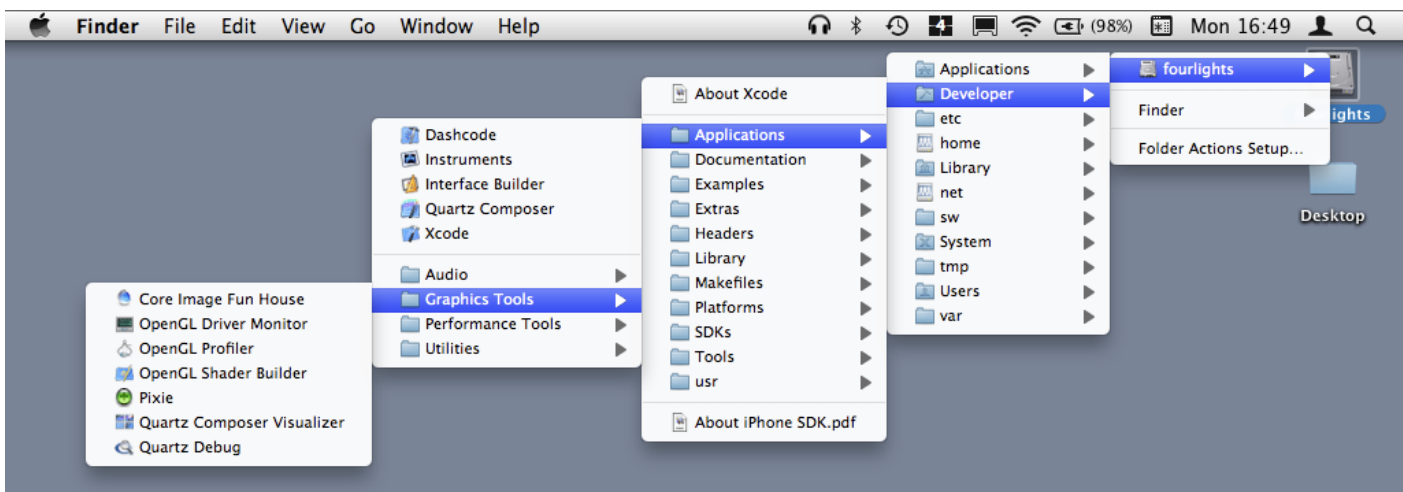 Finder File Edit View Go Window Help 4 (98%) Mon 16:49
fourlights
Finder
Folder Actions Setup...
ights
Desktop
Applications
Developer
etc
home
Library
net
sw
System
tmp
Users
var
About Xcode
Applications
Documentation
Examples
Extras
Headers
Library
Makefiles
Platforms
SDKs
Tools
usr
About iPhone SDK.pdf
Dashcode
Instruments
Interface Builder
Quartz Composer
Xcode
Audio
Graphics Tools
Performance Tools
Utilities
Core Image Fun House
OpenGL Driver Monitor
OpenGL Profiler
OpenGL Shader Builder
Pixie
Quartz Composer Visualizer
Quartz Debug